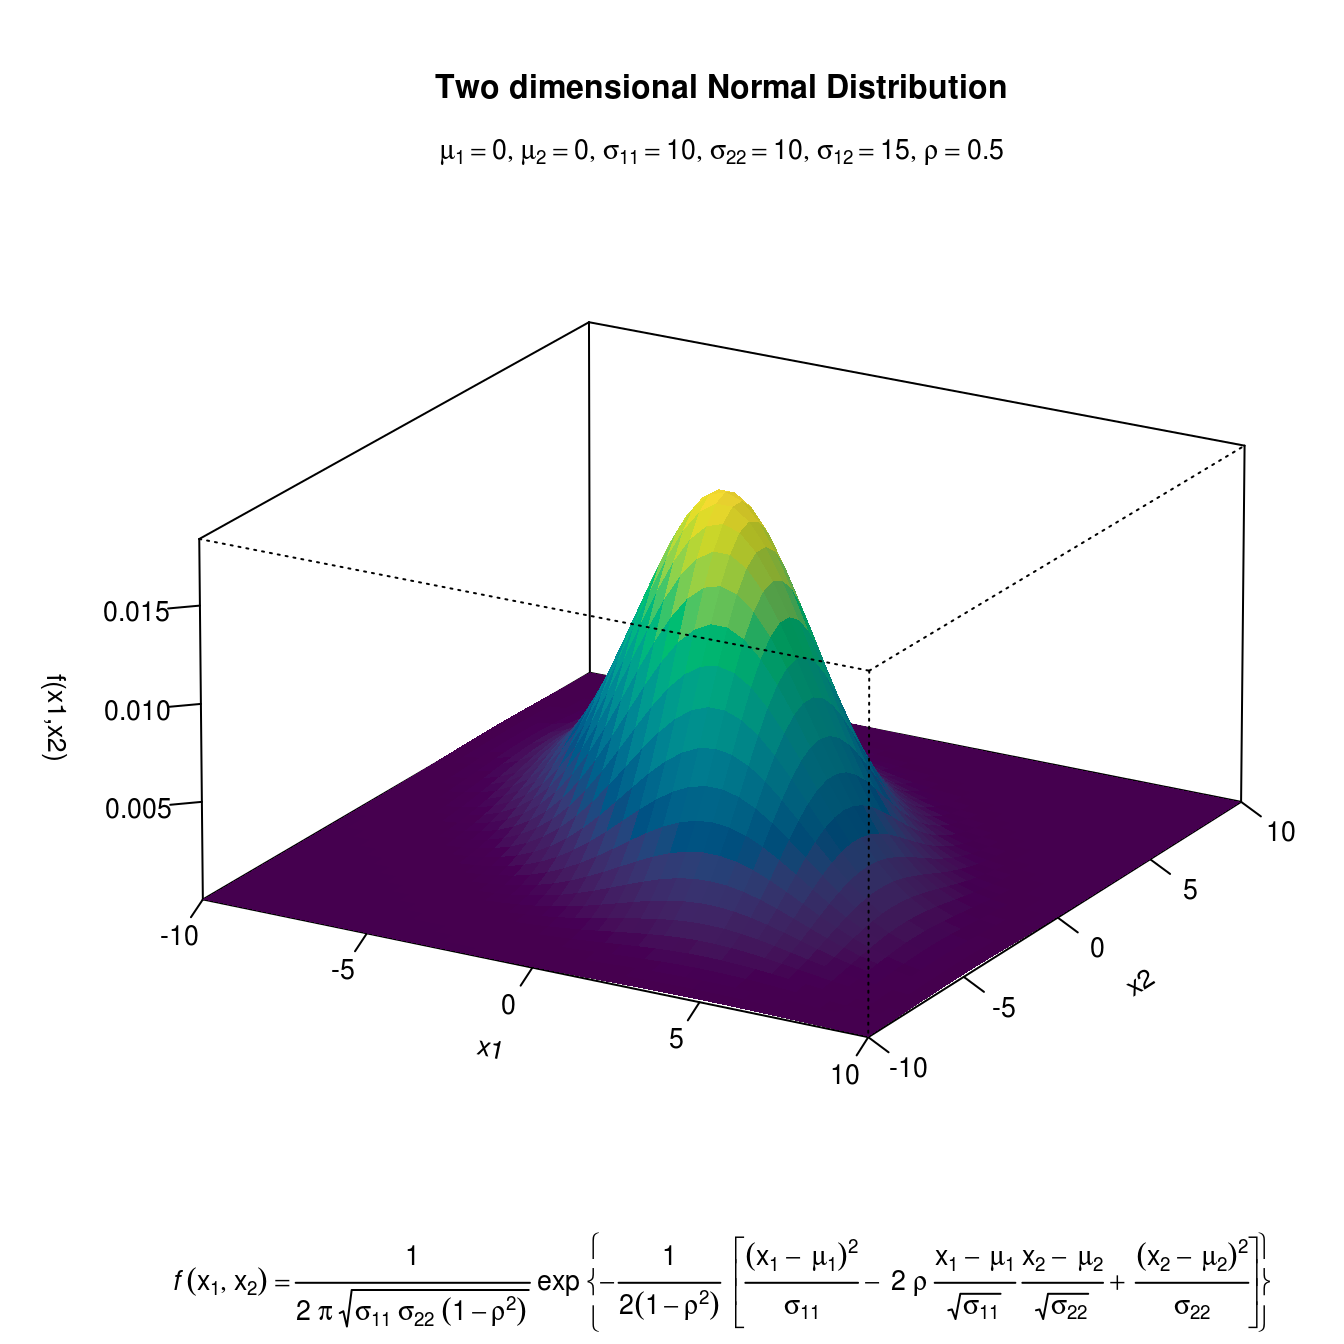 Two dimensional Normal Distribution
μ₁ = 0, μ₂ = 0, σ₁₁ = 10, σ₂₂ = 10, σ₁₂ = 15, ρ = 0.5
0.015
0.010
0.005
f(x1,x2)
-10
-5
0
5
10
x1
-10
-5
0
5
10
x2
f (x₁, x₂) = 1 / (2 π √(σ₁₁ σ₂₂ (1 − ρ²))) exp { − 1 / (2(1 − ρ²)) [ (x₁ − μ₁)² / σ₁₁ − 2 ρ (x₁ − μ₁) / √σ₁₁ (x₂ − μ₂) / √σ₂₂ + (x₂ − μ₂)² / σ₂₂ ] }